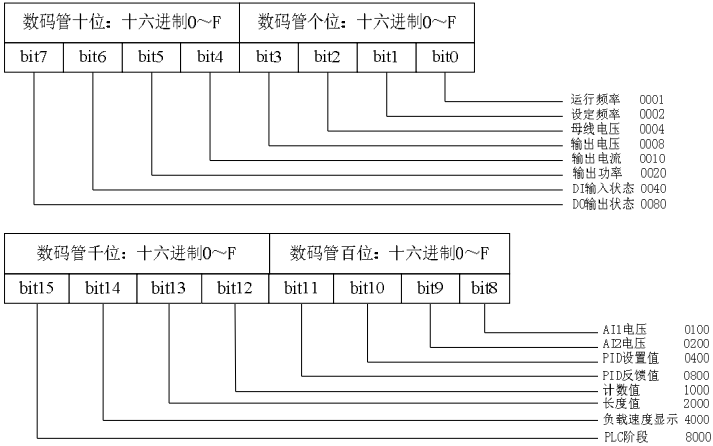 数码管十位：十六进制0～F 数码管个位：十六进制0～F
bit7 bit6 bit5 bit4 bit3 bit2 bit1 bit0
运行频率 0001
设定频率 0002
母线电压 0004
输出电压 0008
输出电流 0010
输出功率 0020
DI输入状态 0040
DO输出状态 0080
数码管千位：十六进制0～F 数码管百位：十六进制0～F
bit15 bit14 bit13 bit12 bit11 bit10 bit9 bit8
AI1电压 0100
AI2电压 0200
PID设置值 0400
PID反馈值 0800
计数值 1000
长度值 2000
负载速度显示 4000
PLC阶段 8000